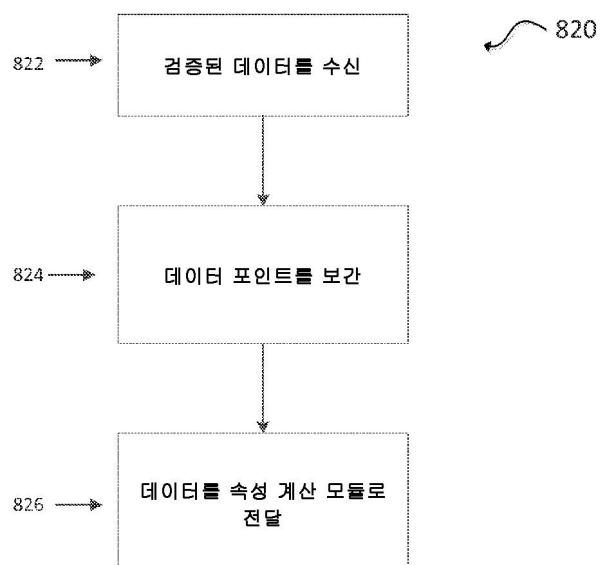 820
822
검증된 데이터를 수신
824
데이터 포인트를 보간
826
데이터를 속성 계산 모듈로
전달